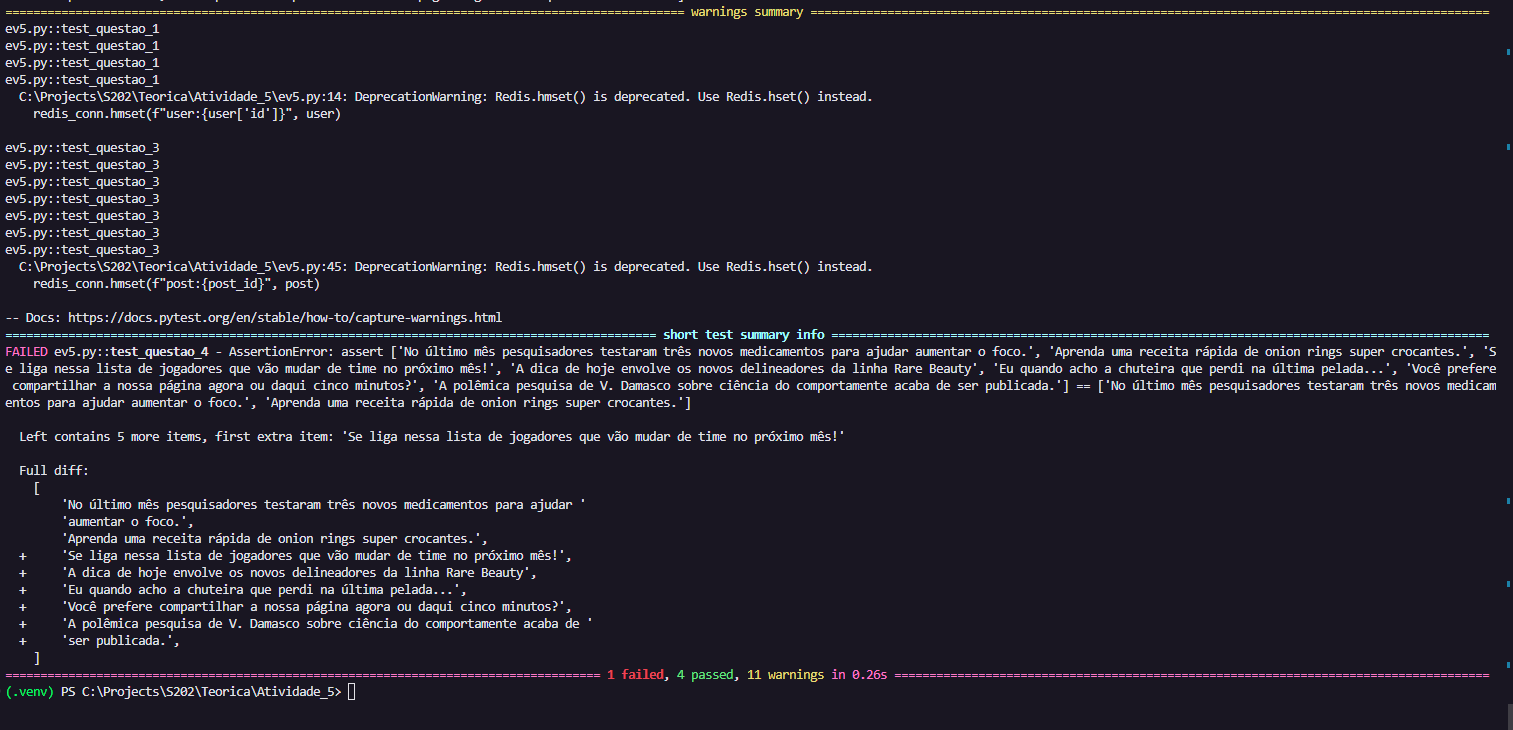 ================ warnings summary ================
ev5.py::test_questao_1
ev5.py::test_questao_1
ev5.py::test_questao_1
ev5.py::test_questao_1
  C:\Projects\S202\Teorica\Atividade_5\ev5.py:14: DeprecationWarning: Redis.hmset() is deprecated. Use Redis.hset() instead.
    redis_conn.hmset(f"user:{user['id']}", user)

ev5.py::test_questao_3
ev5.py::test_questao_3
ev5.py::test_questao_3
ev5.py::test_questao_3
ev5.py::test_questao_3
ev5.py::test_questao_3
ev5.py::test_questao_3
  C:\Projects\S202\Teorica\Atividade_5\ev5.py:45: DeprecationWarning: Redis.hmset() is deprecated. Use Redis.hset() instead.
    redis_conn.hmset(f"post:{post_id}", post)

-- Docs: https://docs.pytest.org/en/stable/how-to/capture-warnings.html
================ short test summary info ================
FAILED ev5.py::test_questao_4 - AssertionError: assert ['No último mês pesquisadores testaram três novos medicamentos para ajudar aumentar o foco.', 'Aprenda uma receita rápida de onion rings super crocantes.', 'S
e liga nessa lista de jogadores que vão mudar de time no próximo mês!', 'A dica de hoje envolve os novos delineadores da linha Rare Beauty', 'Eu quando acho a chuteira que perdi na última pelada...', 'Você prefere
 compartilhar a nossa página agora ou daqui cinco minutos?', 'A polêmica pesquisa de V. Damasco sobre ciência do comportamente acaba de ser publicada.'] == ['No último mês pesquisadores testaram três novos medicam
entos para ajudar aumentar o foco.', 'Aprenda uma receita rápida de onion rings super crocantes.']

  Left contains 5 more items, first extra item: 'Se liga nessa lista de jogadores que vão mudar de time no próximo mês!'

  Full diff:
    [
        'No último mês pesquisadores testaram três novos medicamentos para ajudar '
        'aumentar o foco.',
        'Aprenda uma receita rápida de onion rings super crocantes.',
  +     'Se liga nessa lista de jogadores que vão mudar de time no próximo mês!',
  +     'A dica de hoje envolve os novos delineadores da linha Rare Beauty',
  +     'Eu quando acho a chuteira que perdi na última pelada...',
  +     'Você prefere compartilhar a nossa página agora ou daqui cinco minutos?',
  +     'A polêmica pesquisa de V. Damasco sobre ciência do comportamente acaba de '
  +     'ser publicada.',
    ]
================ 1 failed, 4 passed, 11 warnings in 0.26s ================
(.venv) PS C:\Projects\S202\Teorica\Atividade_5>